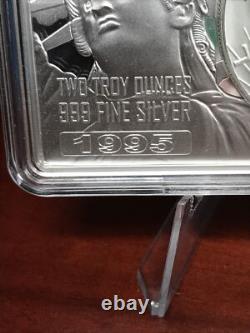 TWO TROY OUNCES
999 FINE SILVER
1995